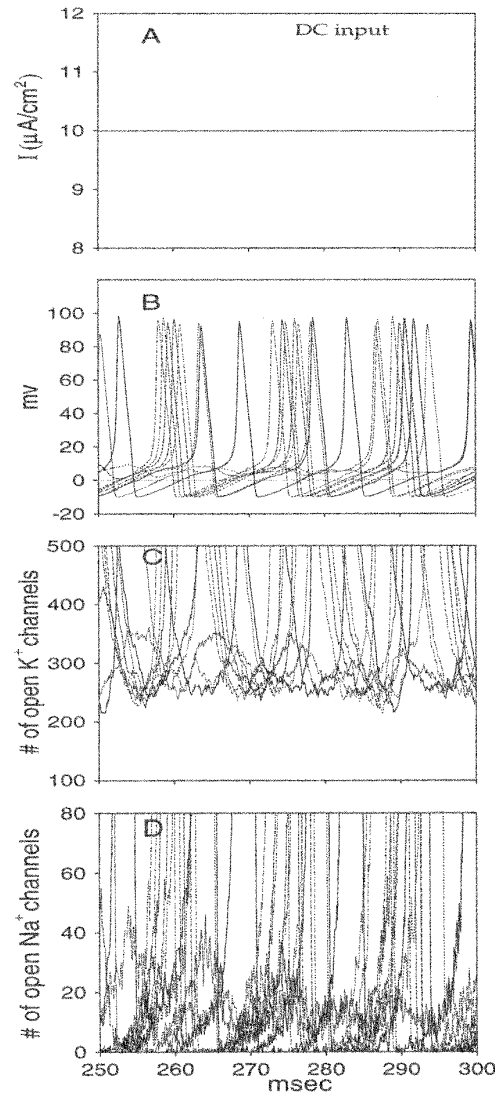 12
A
DC input
11
10
9
8
I (μA/cm²)
B
100
80
60
40
20
0
-20
mv
500
C
400
300
200
100
# of open K⁺ channels
80
D
60
40
20
0
# of open Na⁺ channels
250 260 270 280 290 300
msec